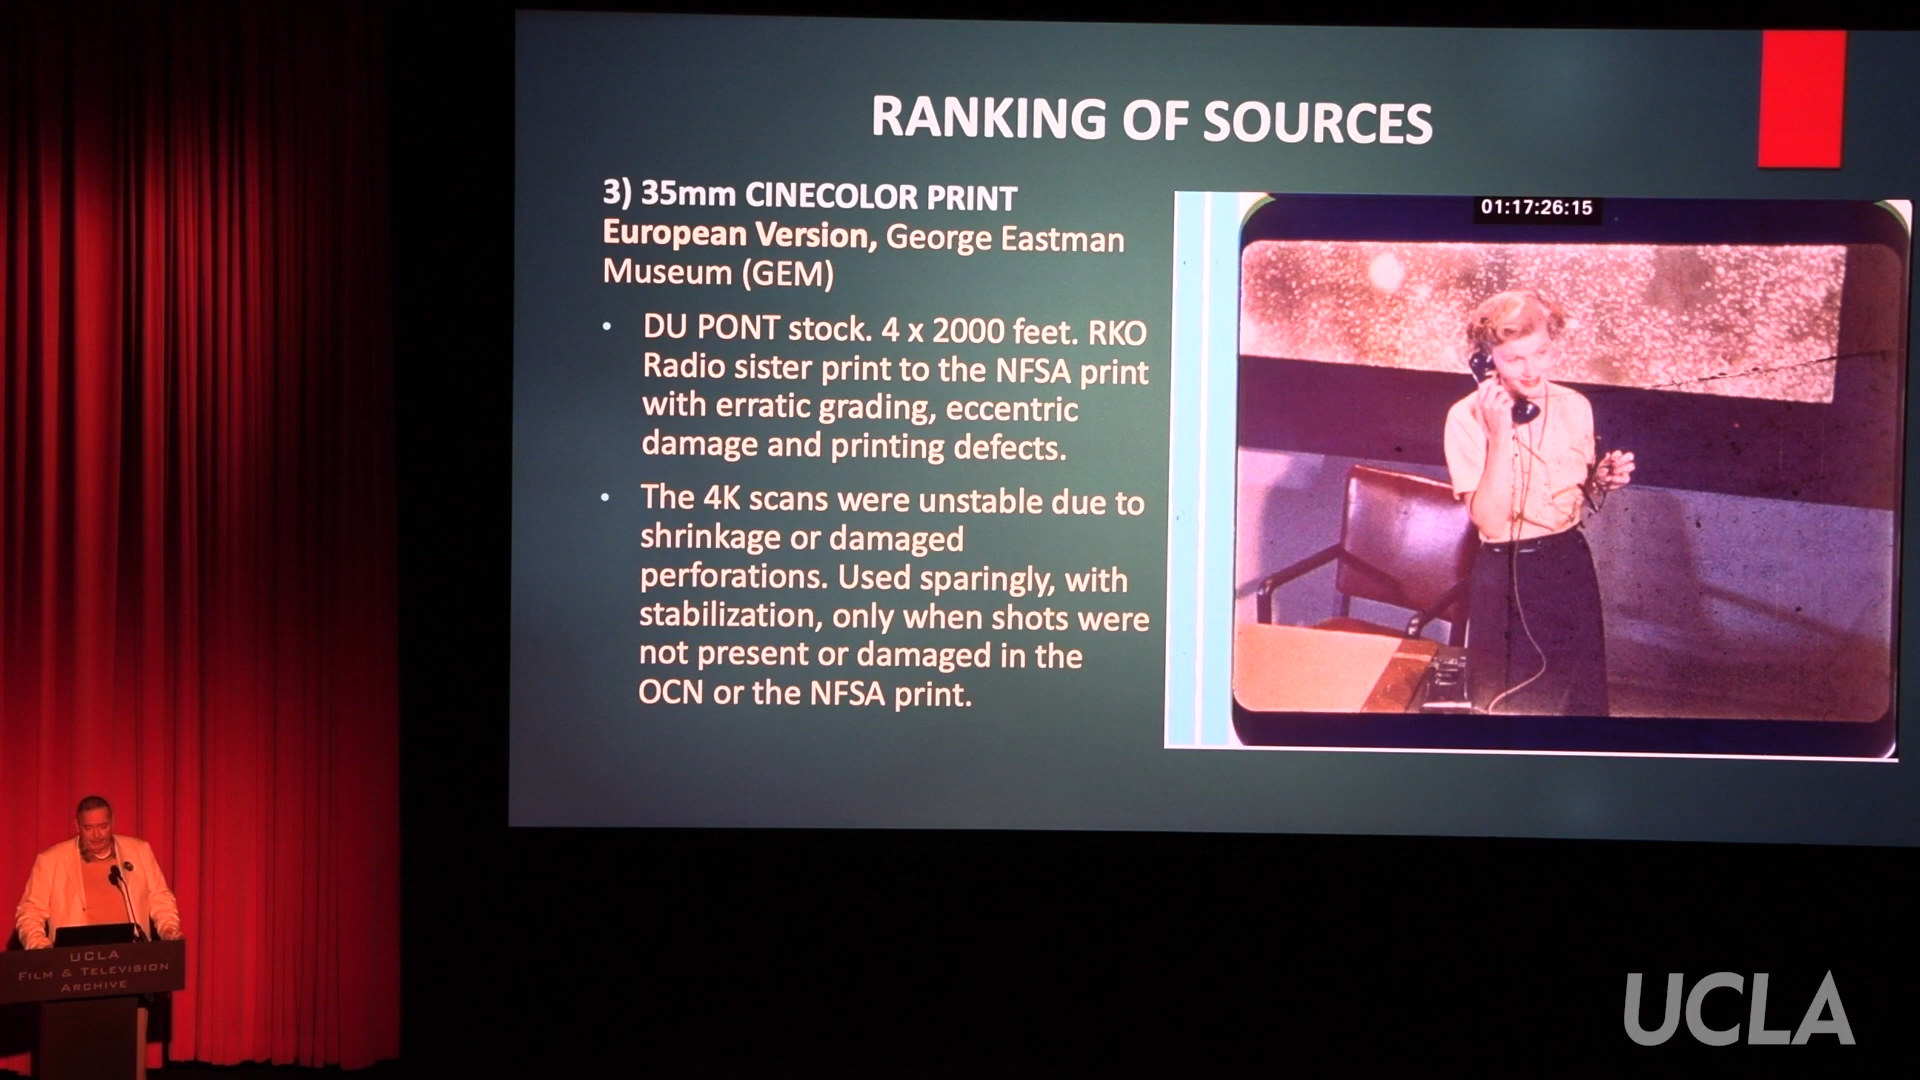 RANKING OF SOURCES
3) 35mm CINECOLOR PRINT
European Version, George Eastman
Museum (GEM)
• DU PONT stock. 4 x 2000 feet. RKO
Radio sister print to the NFSA print
with erratic grading, eccentric
damage and printing defects.
• The 4K scans were unstable due to
shrinkage or damaged
perforations. Used sparingly, with
stabilization, only when shots were
not present or damaged in the
OCN or the NFSA print.
01:17:26:15
UCLA
FILM & TELEVISION
ARCHIVE
UCLA